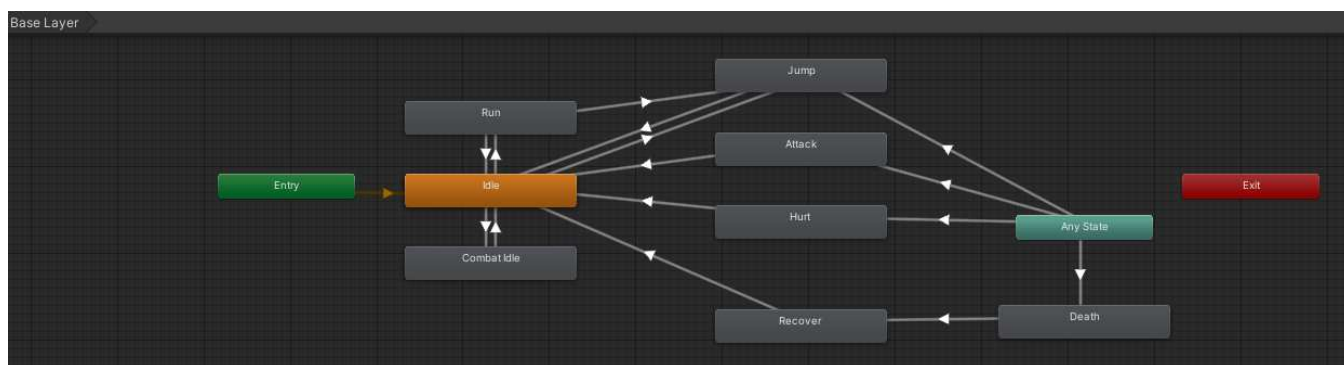 Base Layer
Jump
Run
Attack
Entry
Idle
Exit
Hurt
Any State
Combat Idle
Recover
Death